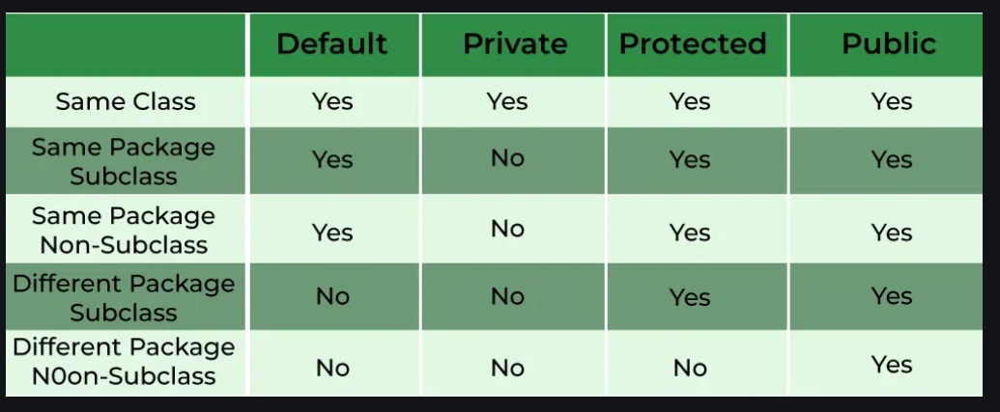 Default Private Protected Public
Same Class Yes Yes Yes Yes
Same Package
Subclass Yes No Yes Yes
Same Package
Non-Subclass Yes No Yes Yes
Different Package
Subclass No No Yes Yes
Different Package
N0on-Subclass No No No Yes